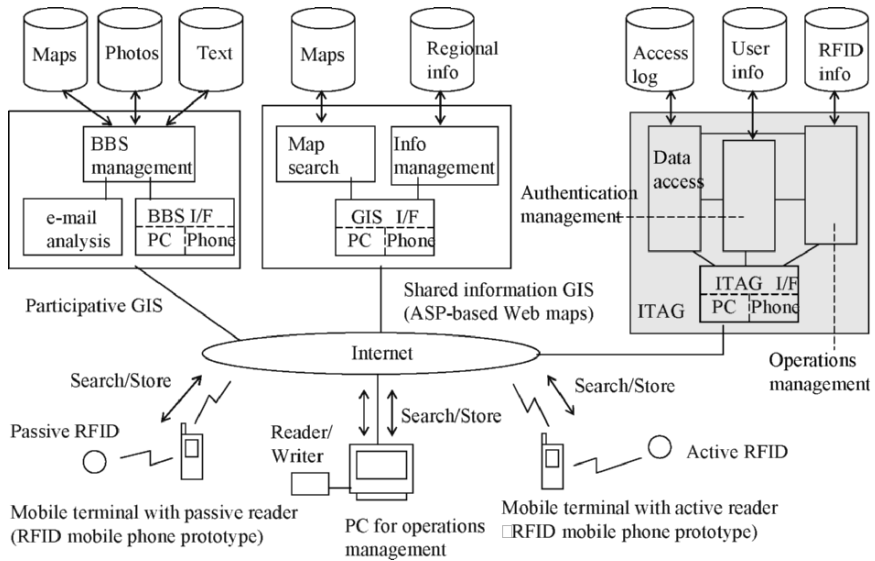 Maps
Photos
Text
Maps
Regional
info
Access
log
User
info
RFID
info
BBS
management
e-mail
analysis
BBS I/F
PC
Phone
Map
search
Info
management
GIS I/F
PC
Phone
Data
access
Authentication
management
ITAG I/F
PC
Phone
ITAG
Participative GIS
Shared information GIS
(ASP-based Web maps)
Operations
management
Internet
Search/Store
Search/Store
Search/Store
Passive RFID
Reader/
Writer
Active RFID
Mobile terminal with passive reader
(RFID mobile phone prototype)
PC for operations
management
Mobile terminal with active reader
□RFID mobile phone prototype)